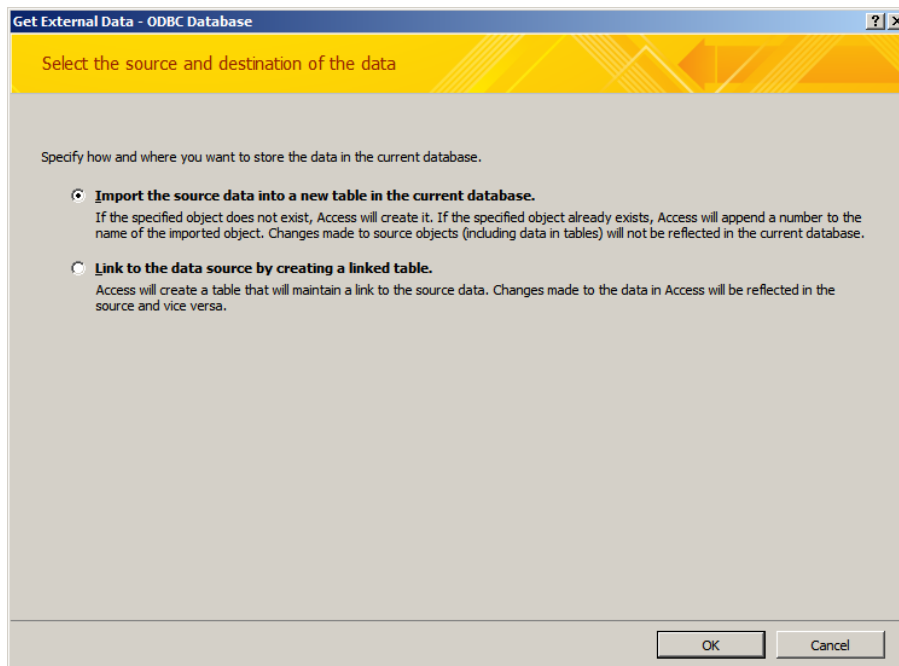 Get External Data - ODBC Database
Select the source and destination of the data
Specify how and where you want to store the data in the current database.
Import the source data into a new table in the current database.
If the specified object does not exist, Access will create it. If the specified object already exists, Access will append a number to the
name of the imported object. Changes made to source objects (including data in tables) will not be reflected in the current database.
Link to the data source by creating a linked table.
Access will create a table that will maintain a link to the source data. Changes made to the data in Access will be reflected in the
source and vice versa.
OK Cancel